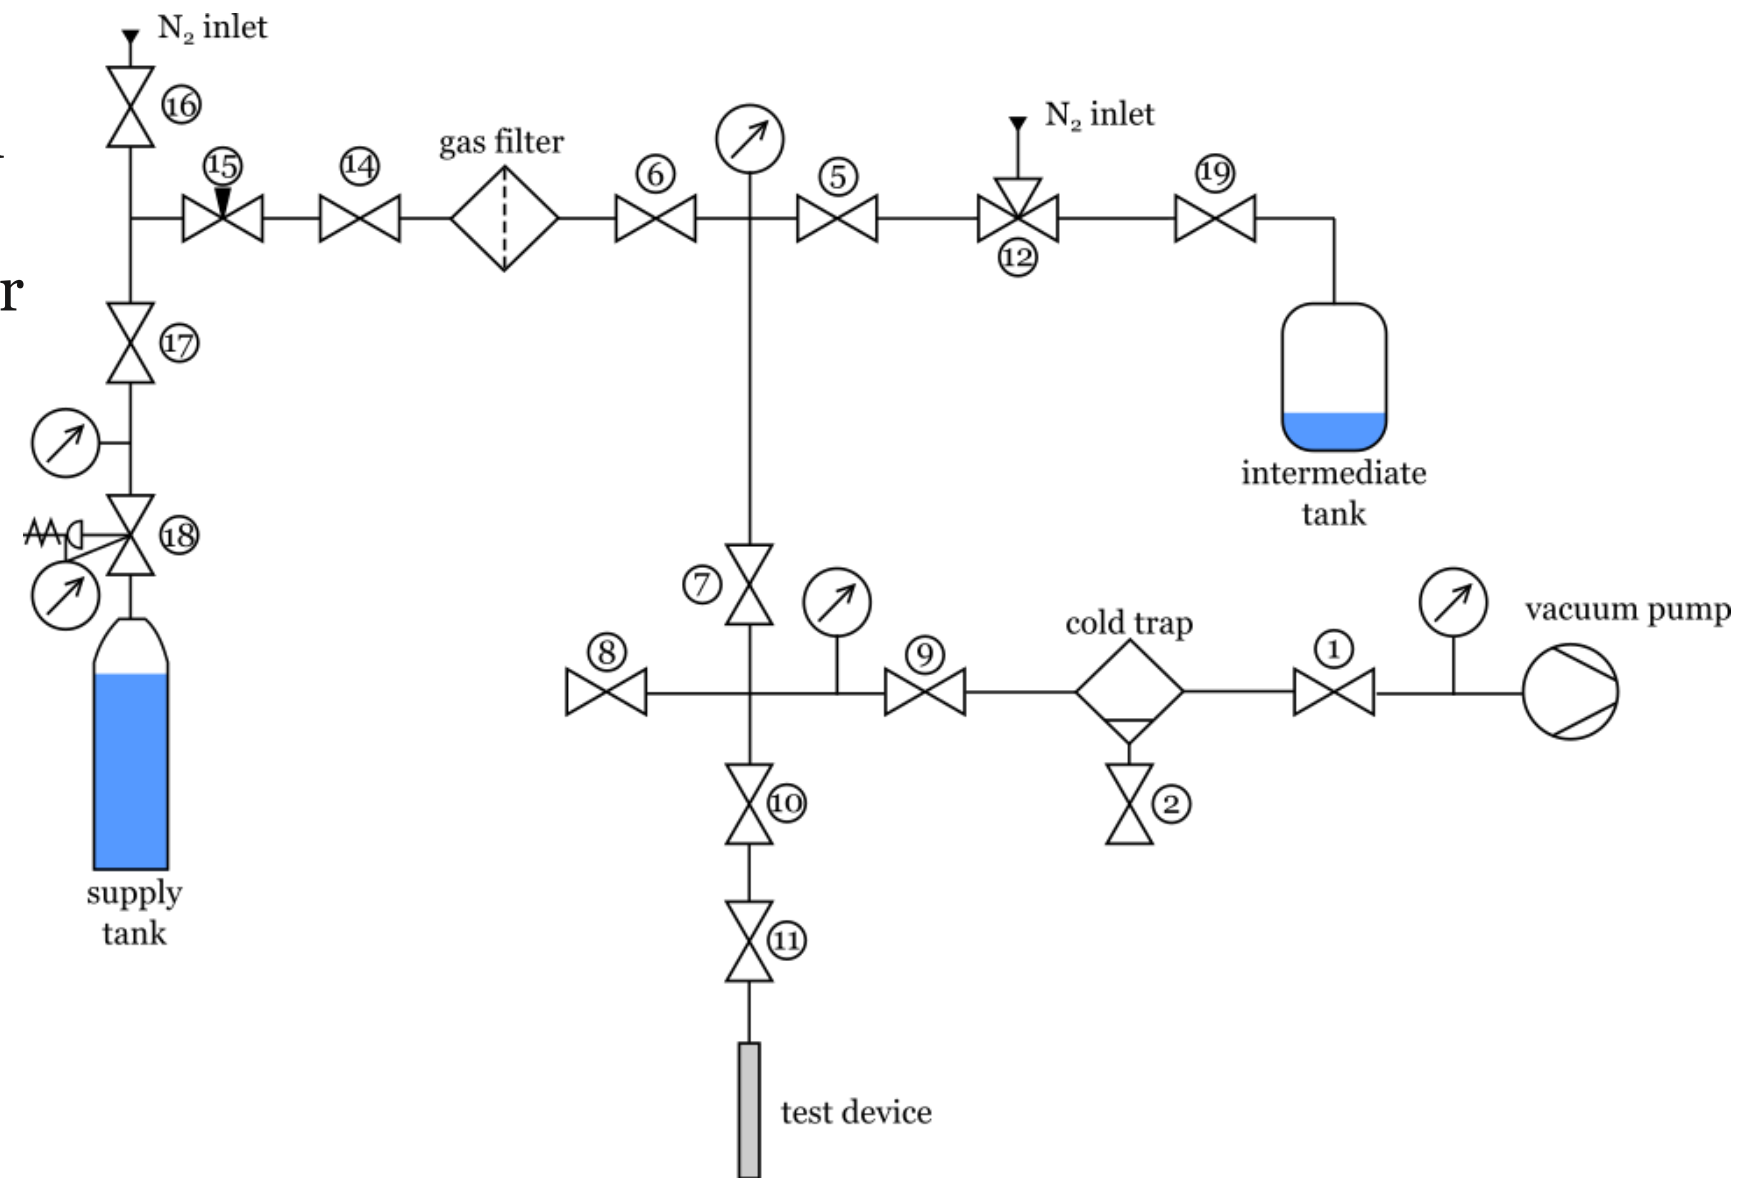 N₂ inlet
16
N₂ inlet
gas filter
15
14
6
5
19
12
r
17
intermediate
tank
18
7
vacuum pump
cold trap
8
9
1
10
2
supply
tank
11
test device